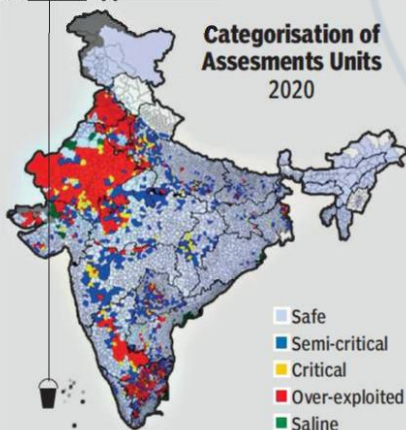 Categorisation of
Assesments Units
2020
Safe
Semi-critical
Critical
Over-exploited
Saline